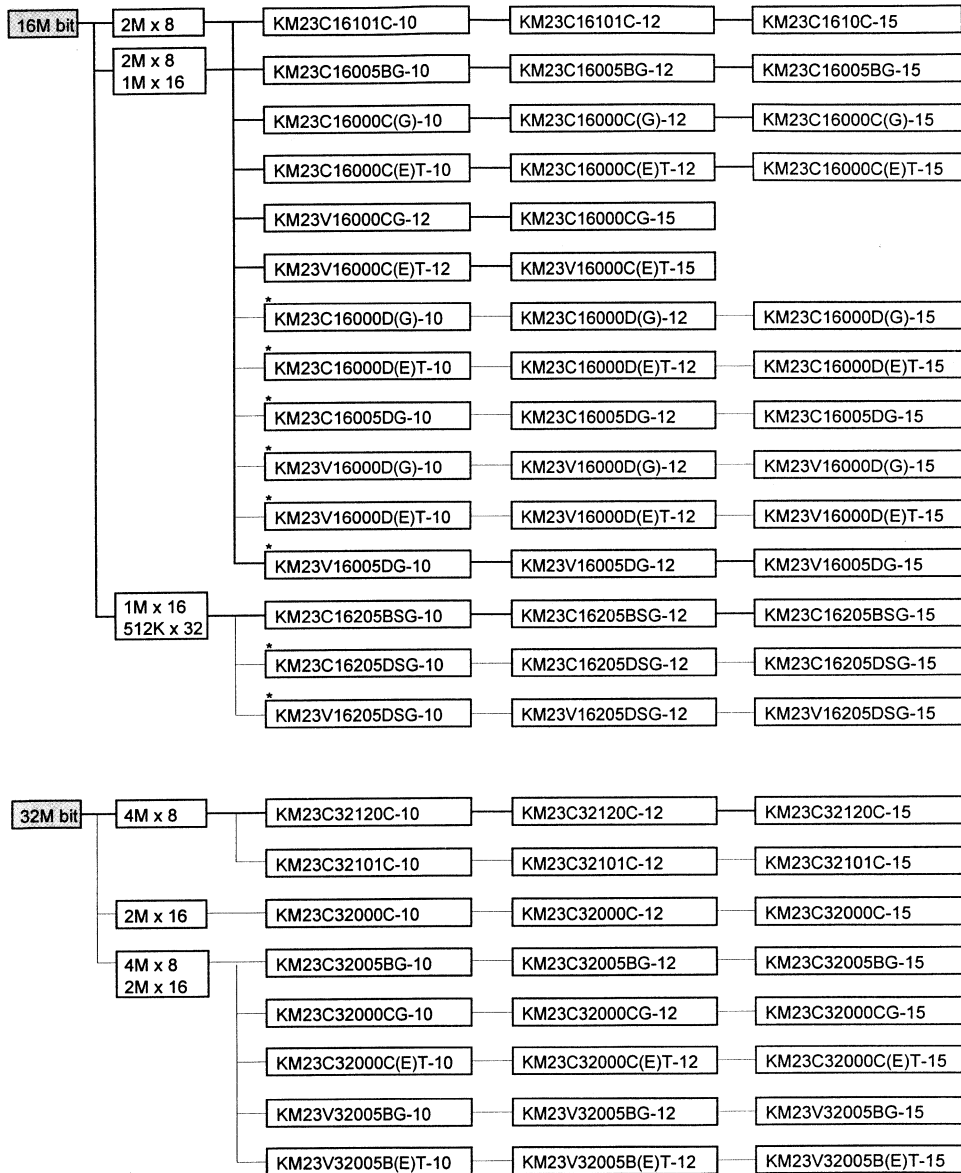 16M bit
2M x 8
KM23C16101C-10 KM23C16101C-12 KM23C1610C-15
2M x 8
1M x 16
KM23C16005BG-10 KM23C16005BG-12 KM23C16005BG-15
KM23C16000C(G)-10 KM23C16000C(G)-12 KM23C16000C(G)-15
KM23C16000C(E)T-10 KM23C16000C(E)T-12 KM23C16000C(E)T-15
KM23V16000CG-12 KM23C16000CG-15
KM23V16000C(E)T-12 KM23V16000C(E)T-15
*
KM23C16000D(G)-10 KM23C16000D(G)-12 KM23C16000D(G)-15
*
KM23C16000D(E)T-10 KM23C16000D(E)T-12 KM23C16000D(E)T-15
*
KM23C16005DG-10 KM23C16005DG-12 KM23C16005DG-15
*
KM23V16000D(G)-10 KM23V16000D(G)-12 KM23V16000D(G)-15
*
KM23V16000D(E)T-10 KM23V16000D(E)T-12 KM23V16000D(E)T-15
*
KM23V16005DG-10 KM23V16005DG-12 KM23V16005DG-15
1M x 16
512K x 32
KM23C16205BSG-10 KM23C16205BSG-12 KM23C16205BSG-15
*
KM23C16205DSG-10 KM23C16205DSG-12 KM23C16205DSG-15
*
KM23V16205DSG-10 KM23V16205DSG-12 KM23V16205DSG-15
32M bit
4M x 8
KM23C32120C-10 KM23C32120C-12 KM23C32120C-15
KM23C32101C-10 KM23C32101C-12 KM23C32101C-15
2M x 16
KM23C32000C-10 KM23C32000C-12 KM23C32000C-15
4M x 8
2M x 16
KM23C32005BG-10 KM23C32005BG-12 KM23C32005BG-15
KM23C32000CG-10 KM23C32000CG-12 KM23C32000CG-15
KM23C32000C(E)T-10 KM23C32000C(E)T-12 KM23C32000C(E)T-15
KM23V32005BG-10 KM23V32005BG-12 KM23V32005BG-15
KM23V32005B(E)T-10 KM23V32005B(E)T-12 KM23V32005B(E)T-15